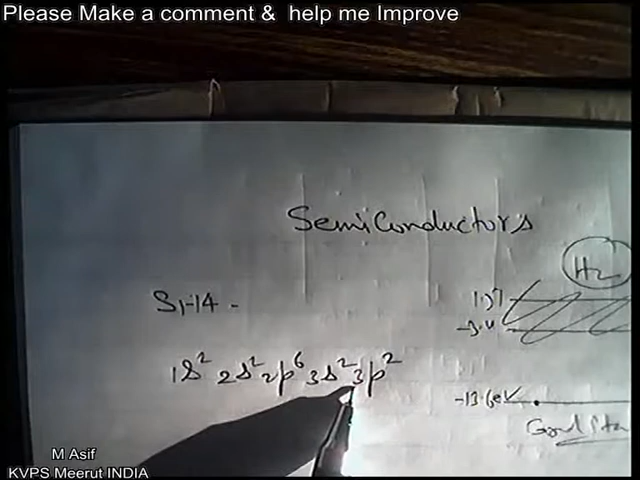 Please Make a comment & help me Improve
SemiConductors
H2
Si-14 -
1s² 2s² 2p⁶ 3s² 3p²
-13.6eV
M Asif
KVPS Meerut INDIA